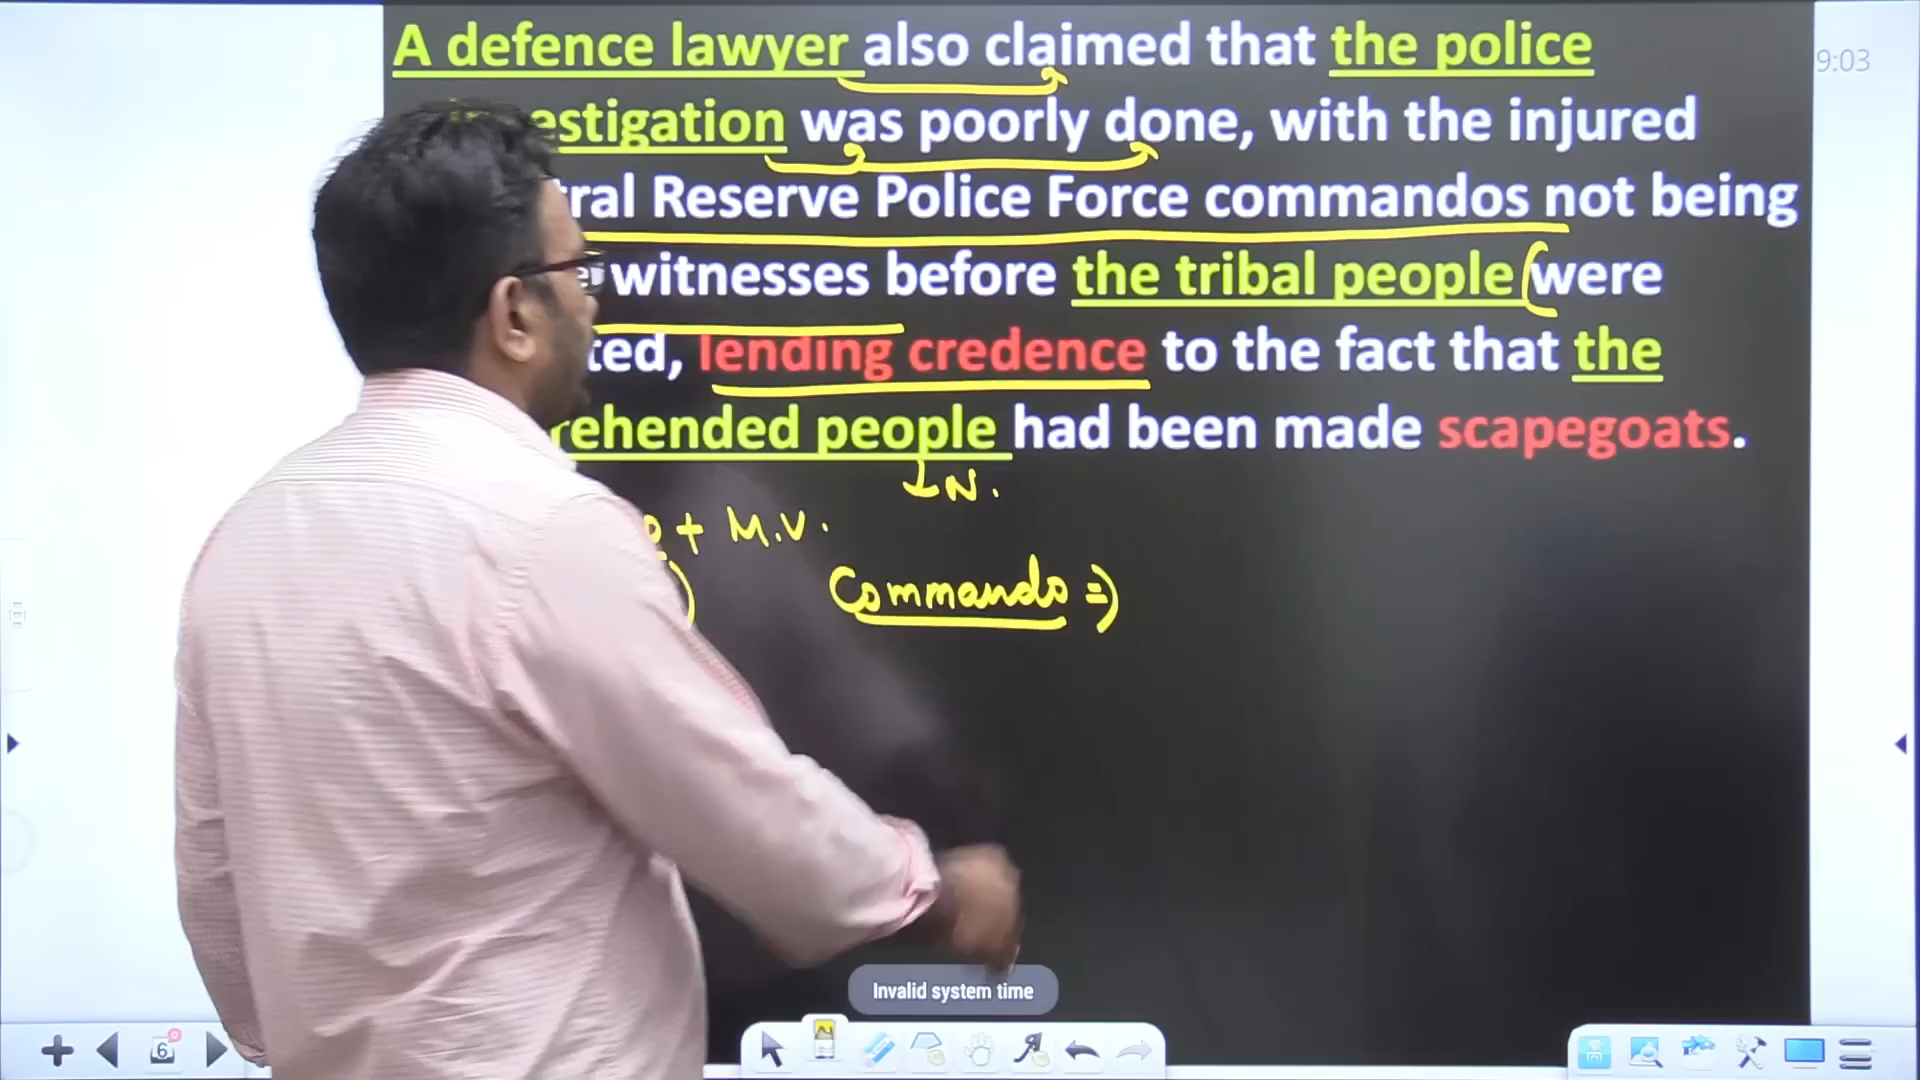 A defence lawyer also claimed that the police
9:03
estigation was poorly done, with the injured
tral Reserve Police Force commandos not being
witnesses before the tribal people (were
ted, lending credence to the fact that the
rehended people had been made scapegoats.
N.
+ M.V.
Commando =>
Invalid system time
6